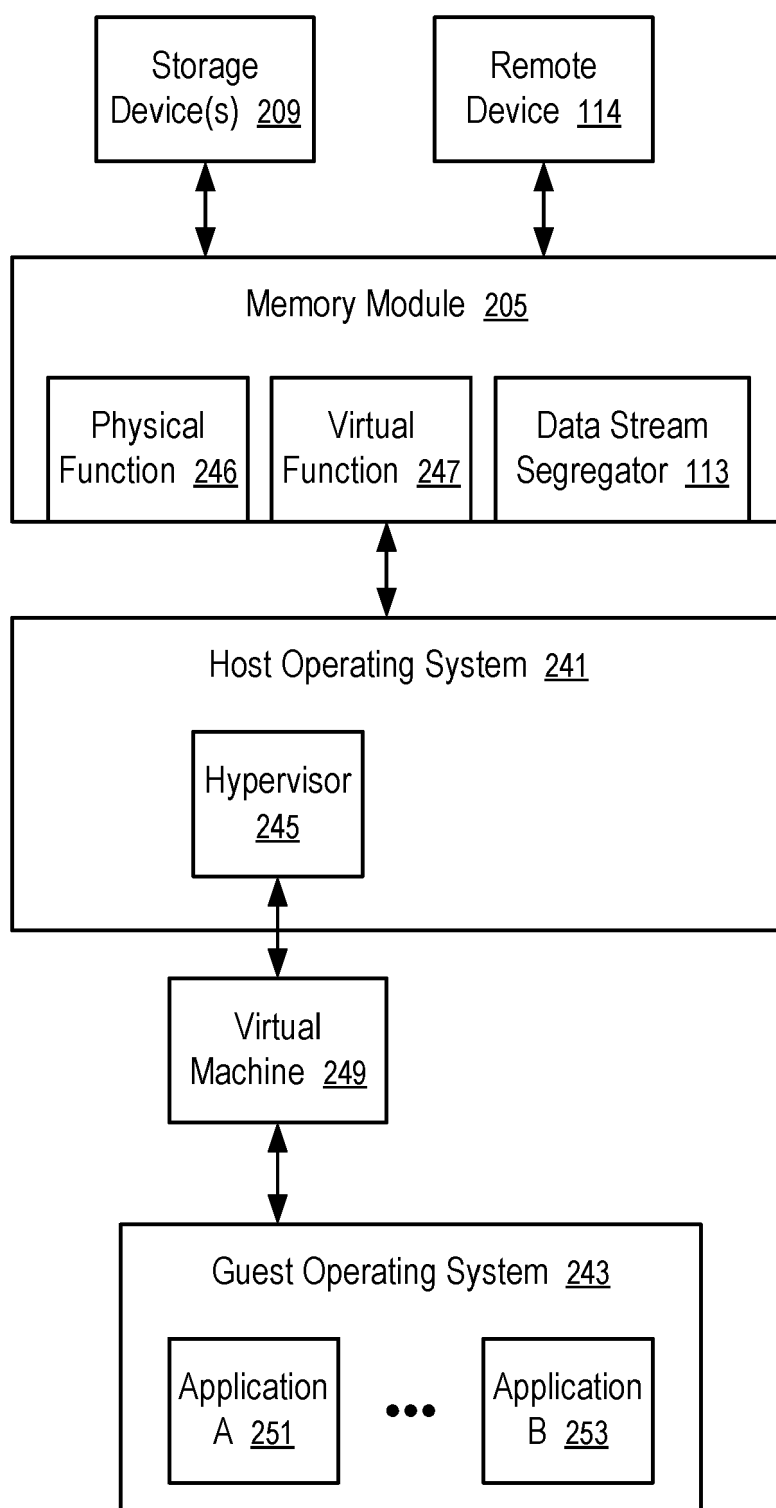 Storage
Device(s) 209
Remote
Device 114
Memory Module 205
Physical
Function 246
Virtual
Function 247
Data Stream
Segregator 113
Host Operating System 241
Hypervisor
245
Virtual
Machine 249
Guest Operating System 243
Application
A 251
•••
Application
B 253